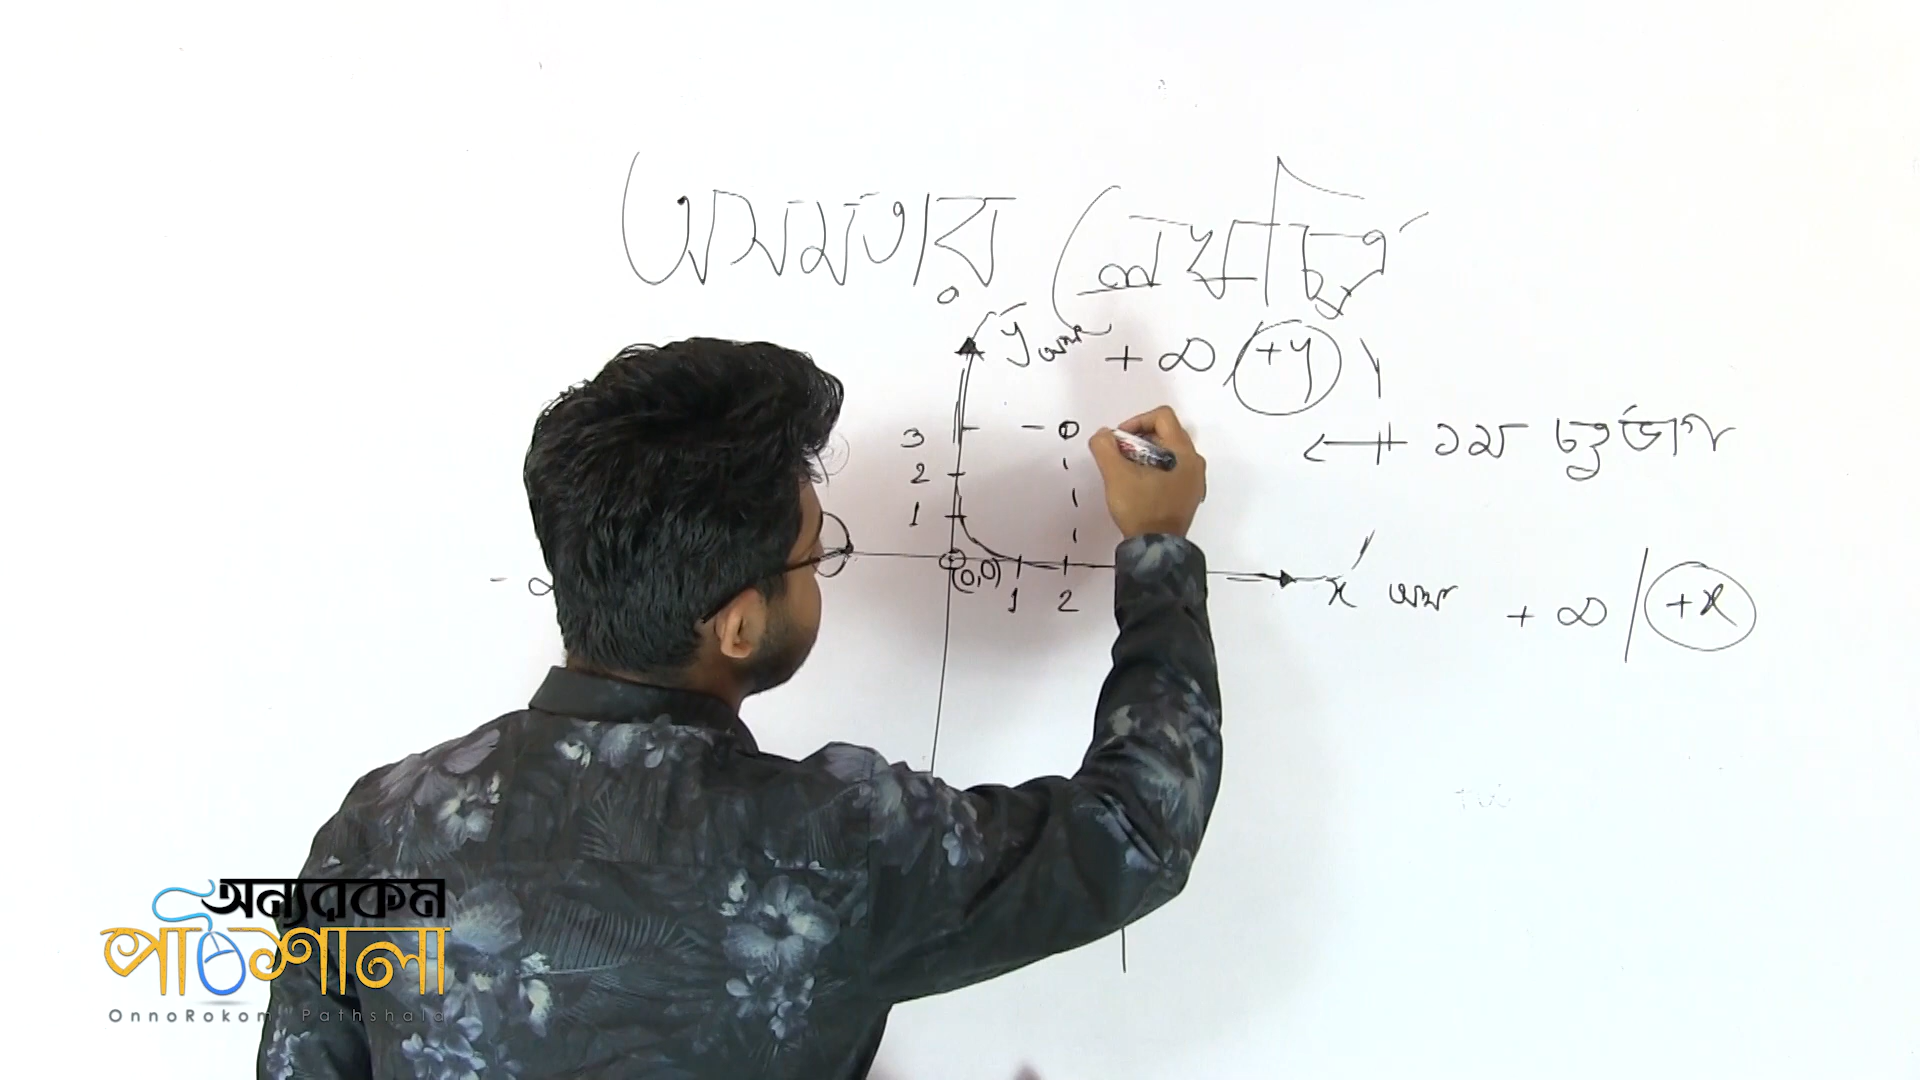 অসমতার লেখচিত্র
y অক্ষ + ∞ / +y
3
2
1
১ম চতুর্ভাগ
(0,0)
1 2
- ∞
x অক্ষ + ∞ / +x
অন্যরকম
পাঠশালা
OnnoRokom Pathshala